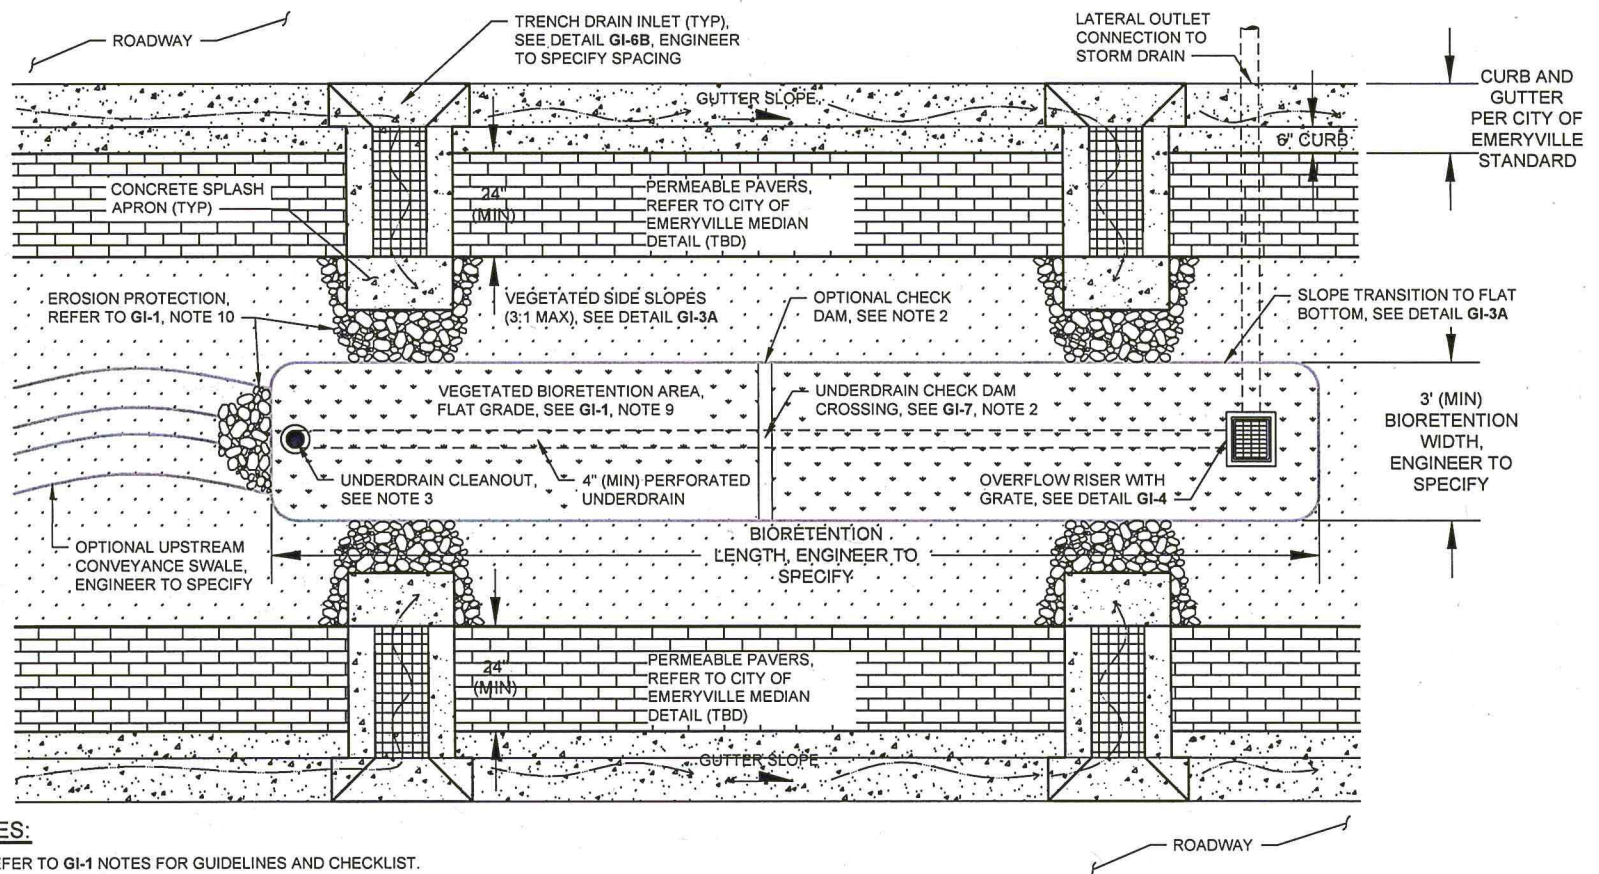 ROADWAY
TRENCH DRAIN INLET (TYP),
SEE DETAIL GI-6B, ENGINEER
TO SPECIFY SPACING
LATERAL OUTLET
CONNECTION TO
STORM DRAIN
CURB AND
GUTTER
PER CITY OF
EMERYVILLE
STANDARD
GUTTER SLOPE
6" CURB
CONCRETE SPLASH
APRON (TYP)
24"
(MIN)
PERMEABLE PAVERS,
REFER TO CITY OF
EMERYVILLE MEDIAN
DETAIL (TBD)
EROSION PROTECTION,
REFER TO GI-1, NOTE 10
VEGETATED SIDE SLOPES
(3:1 MAX), SEE DETAIL GI-3A
OPTIONAL CHECK
DAM, SEE NOTE 2
SLOPE TRANSITION TO FLAT
BOTTOM, SEE DETAIL GI-3A
VEGETATED BIORETENTION AREA,
FLAT GRADE, SEE GI-1, NOTE 9
UNDERDRAIN CHECK DAM
CROSSING, SEE GI-7, NOTE 2
3' (MIN)
BIORETENTION
WIDTH,
ENGINEER TO
SPECIFY
UNDERDRAIN CLEANOUT,
SEE NOTE 3
4" (MIN) PERFORATED
UNDERDRAIN
OVERFLOW RISER WITH
GRATE, SEE DETAIL GI-4
OPTIONAL UPSTREAM
CONVEYANCE SWALE,
ENGINEER TO SPECIFY
BIORETENTION
LENGTH, ENGINEER TO
SPECIFY
24"
(MIN)
PERMEABLE PAVERS,
REFER TO CITY OF
EMERYVILLE MEDIAN
DETAIL (TBD)
GUTTER SLOPE
ROADWAY
ES:
EFER TO GI-1 NOTES FOR GUIDELINES AND CHECKLIST.